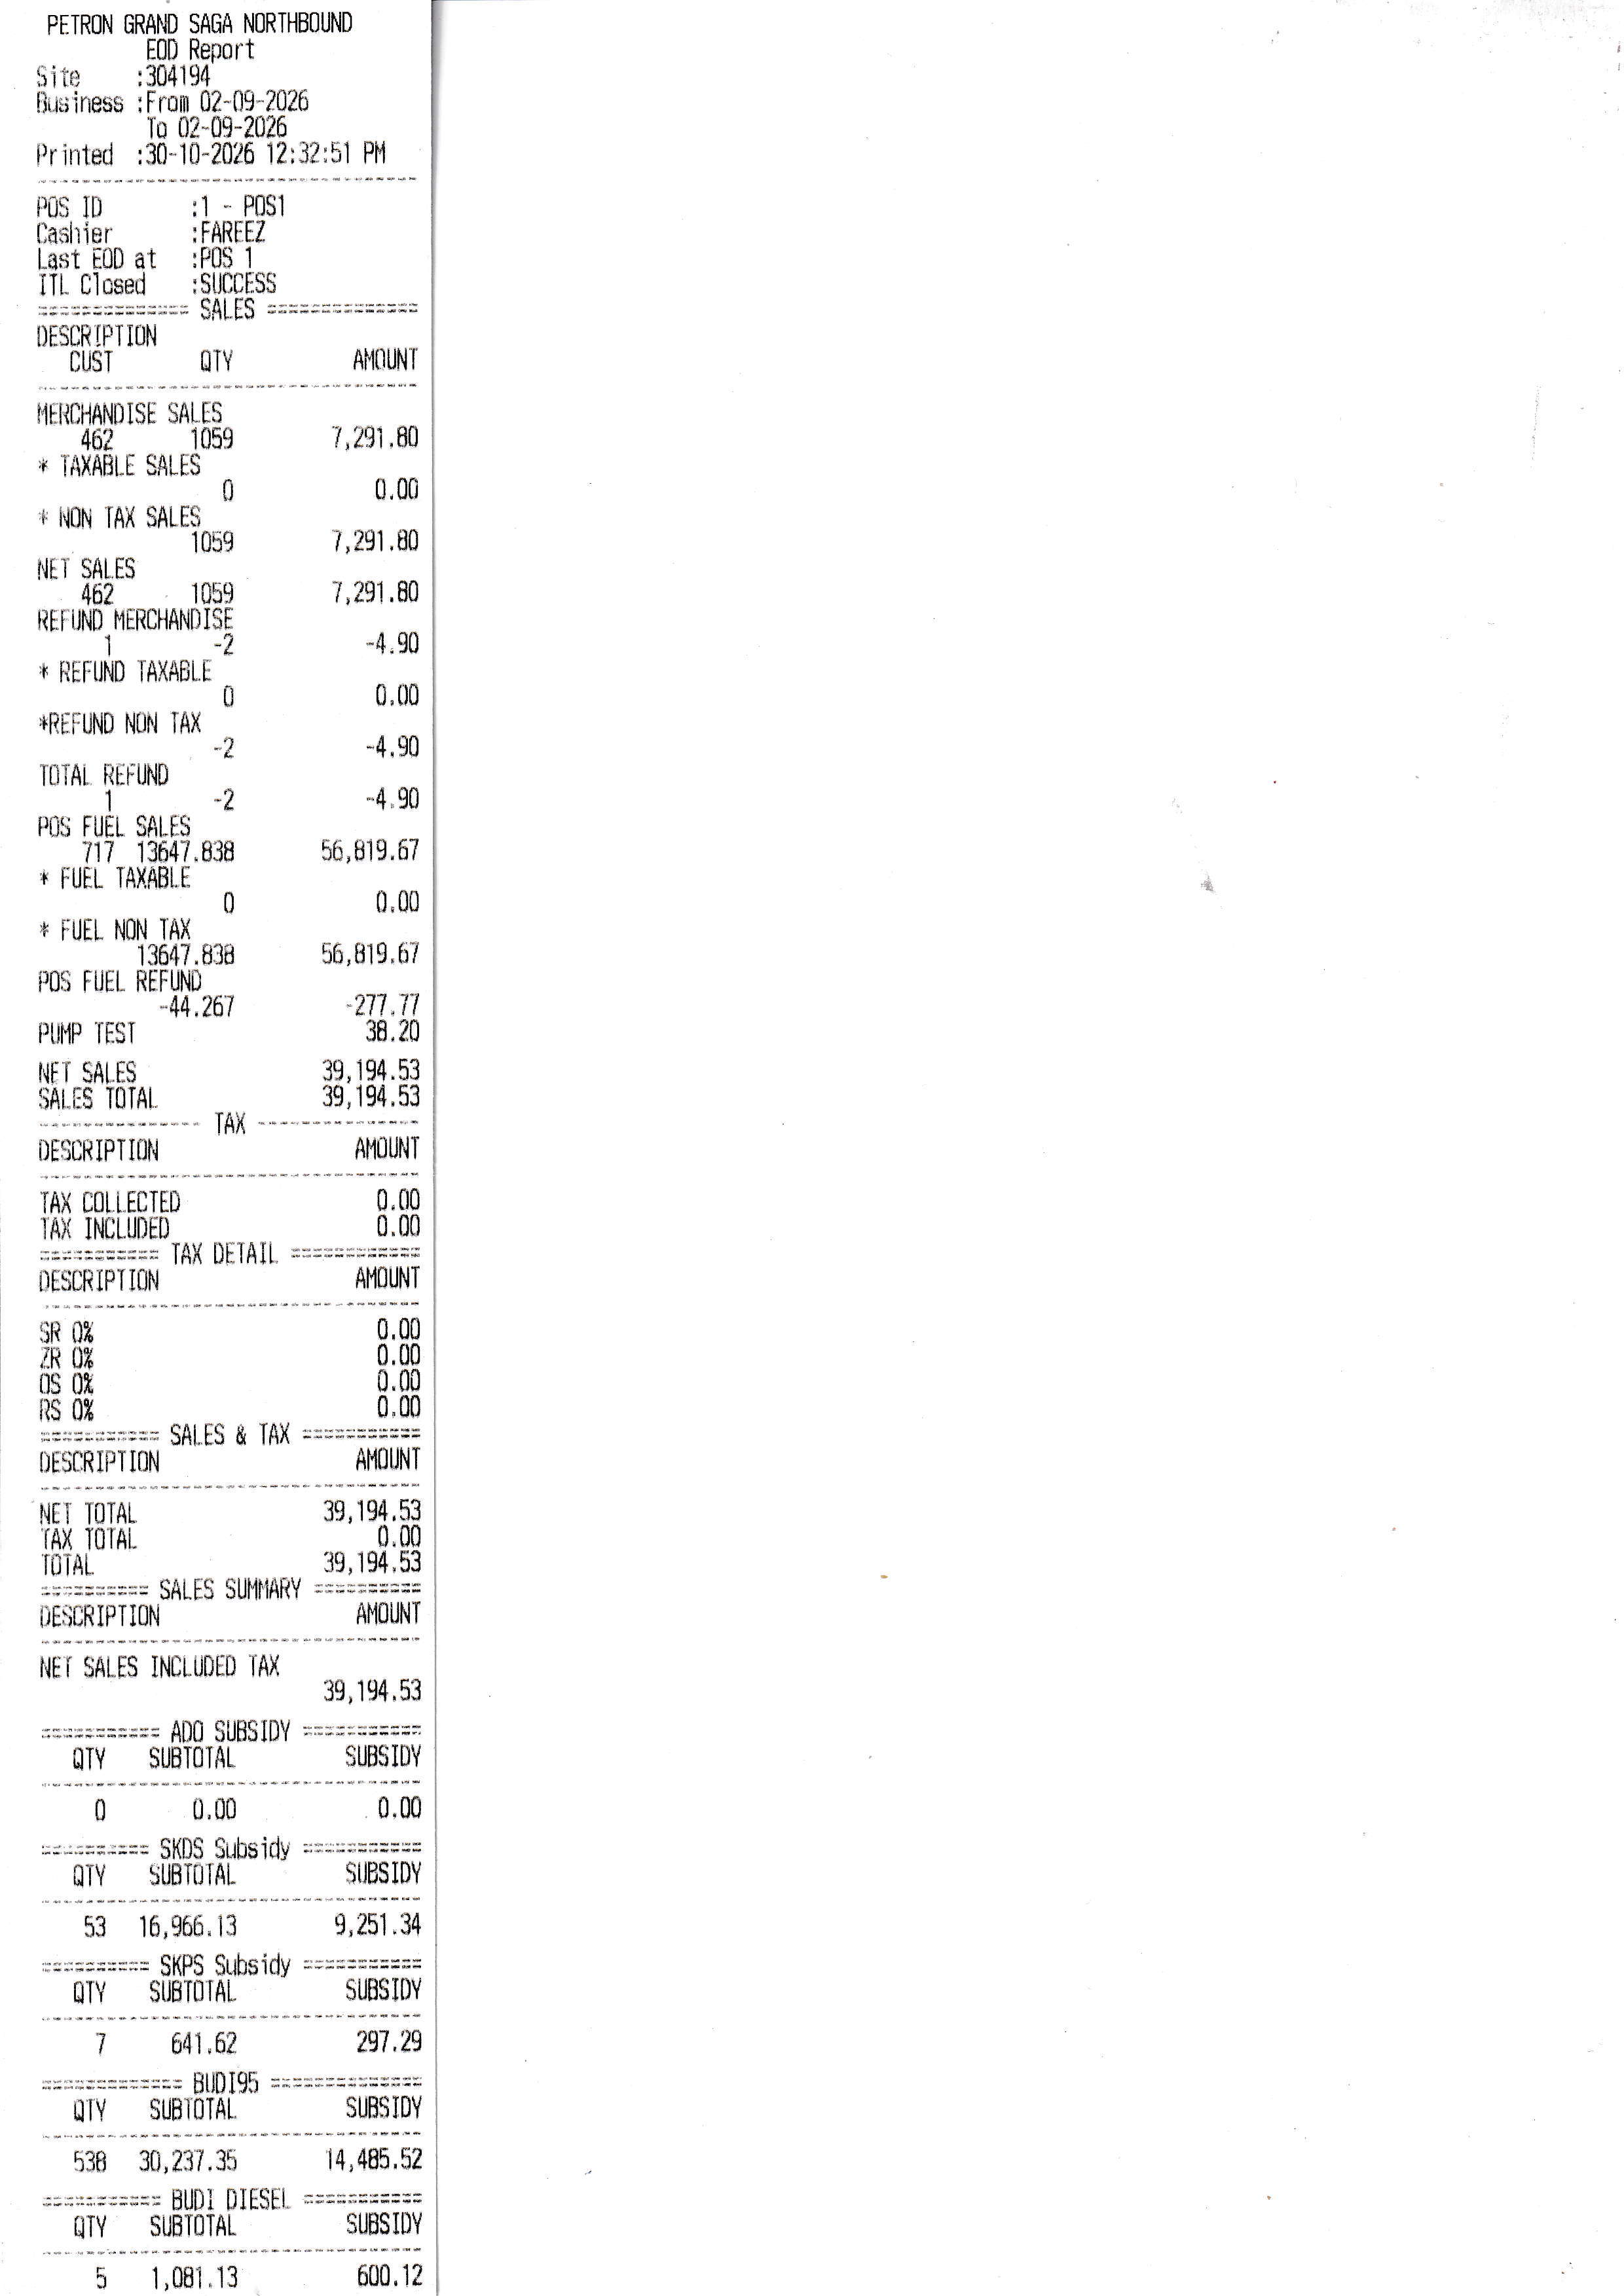 PETRON GRAND SAGA NORTHBOUND
EOD Report
Site :304194
Business :From 02-09-2026
To 02-09-2026
Printed :30-10-2026 12:32:51 PM
POS ID :1 - POS1
Cashier :FAREEZ
Last EOD at :POS 1
ITL Closed :SUCCESS
============== SALES ==============
DESCRIPTION
CUST QTY AMOUNT
MERCHANDISE SALES
462 1059 7,291.80
* TAXABLE SALES
0 0.00
* NON TAX SALES
1059 7,291.80
NET SALES
462 1059 7,291.80
REFUND MERCHANDISE
1 -2 -4.90
* REFUND TAXABLE
0 0.00
*REFUND NON TAX
-2 -4.90
TOTAL REFUND
1 -2 -4.90
POS FUEL SALES
717 13647.838 56,819.67
* FUEL TAXABLE
0 0.00
* FUEL NON TAX
13647.838 56,819.67
POS FUEL REFUND
-44.267 -277.77
PUMP TEST 38.20
NET SALES 39,194.53
SALES TOTAL 39,194.53
--------------- TAX ---------------
DESCRIPTION AMOUNT
TAX COLLECTED 0.00
TAX INCLUDED 0.00
=========== TAX DETAIL ============
DESCRIPTION AMOUNT
SR 0% 0.00
ZR 0% 0.00
OS 0% 0.00
RS 0% 0.00
=========== SALES & TAX ===========
DESCRIPTION AMOUNT
NET TOTAL 39,194.53
TAX TOTAL 0.00
TOTAL 39,194.53
========== SALES SUMMARY ==========
DESCRIPTION AMOUNT
NET SALES INCLUDED TAX
39,194.53
=========== ADO SUBSIDY ===========
QTY SUBTOTAL SUBSIDY
0 0.00 0.00
========== SKDS Subsidy ===========
QTY SUBTOTAL SUBSIDY
53 16,966.13 9,251.34
========== SKPS Subsidy ===========
QTY SUBTOTAL SUBSIDY
7 641.62 297.29
============= BUDI95 ==============
QTY SUBTOTAL SUBSIDY
538 30,237.35 14,485.52
=========== BUDI DIESEL ===========
QTY SUBTOTAL SUBSIDY
5 1,081.13 600.12